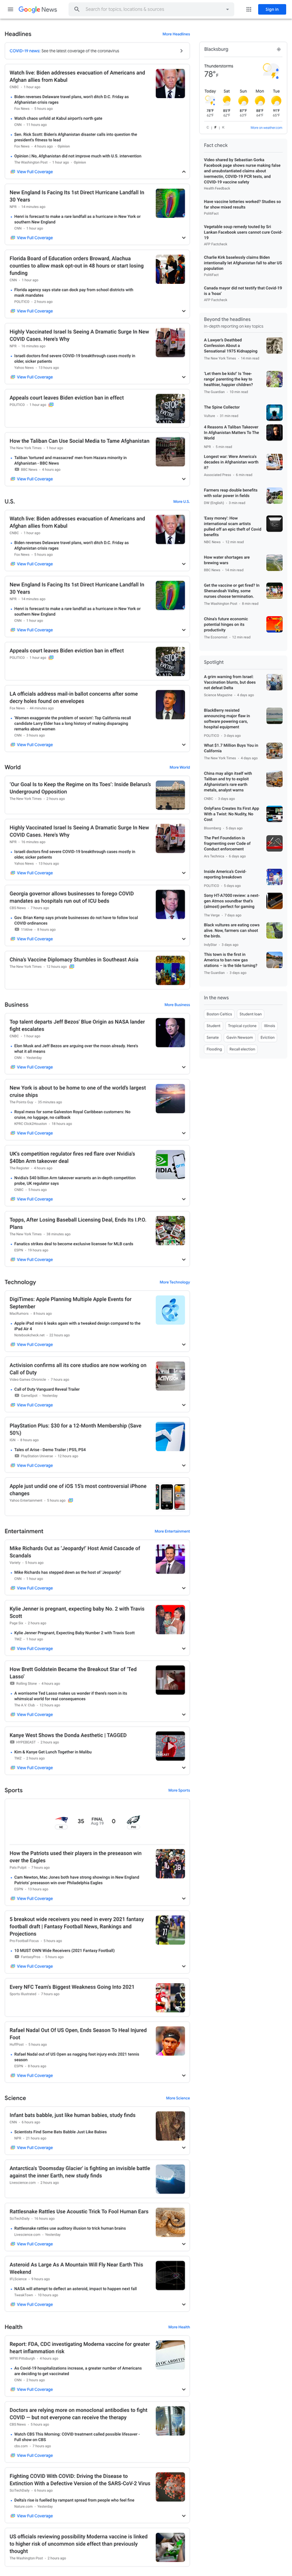 Google News
Search for topics, locations & sources
Sign in
Headlines
More Headlines
COVID-19 news: See the latest coverage of the coronavirus
Watch live: Biden addresses evacuation of Americans and
Afghan allies from Kabul
CNBC · 1 hour ago
Biden reverses Delaware travel plans, won't ditch D.C. Friday as
Afghanistan crisis rages
Fox News · 3 hours ago
Watch chaos unfold at Kabul airport's north gate
CNN · 11 hours ago
Sen. Rick Scott: Biden's Afghanistan disaster calls into question the
president's fitness to lead
Fox News · 4 hours ago · Opinion
Opinion | No, Afghanistan did not improve much with U.S. intervention
The Washington Post · 1 hour ago · Opinion
View Full Coverage
New England Is Facing Its 1st Direct Hurricane Landfall In
30 Years
NPR · 14 minutes ago
Henri is forecast to make a rare landfall as a hurricane in New York or
southern New England
CNN · 1 hour ago
View Full Coverage
Florida Board of Education orders Broward, Alachua
counties to allow mask opt-out in 48 hours or start losing
funding
CNN · 1 hour ago
Florida agency says state can dock pay from school districts with
mask mandates
POLITICO · 2 hours ago
View Full Coverage
Highly Vaccinated Israel Is Seeing A Dramatic Surge In New
COVID Cases. Here's Why
NPR · 10 minutes ago
Israeli doctors find severe COVID-19 breakthrough cases mostly in
older, sicker patients
Yahoo News · 13 hours ago
View Full Coverage
Appeals court leaves Biden eviction ban in effect
POLITICO · 1 hour ago
How the Taliban Can Use Social Media to Tame Afghanistan
The New York Times · 1 hour ago
Taliban 'tortured and massacred' men from Hazara minority in
Afghanistan - BBC News
BBC News · 4 hours ago
View Full Coverage
U.S.
More U.S.
Watch live: Biden addresses evacuation of Americans and
Afghan allies from Kabul
CNBC · 1 hour ago
Biden reverses Delaware travel plans, won't ditch D.C. Friday as
Afghanistan crisis rages
Fox News · 3 hours ago
View Full Coverage
New England Is Facing Its 1st Direct Hurricane Landfall In
30 Years
NPR · 14 minutes ago
Henri is forecast to make a rare landfall as a hurricane in New York or
southern New England
CNN · 1 hour ago
View Full Coverage
Appeals court leaves Biden eviction ban in effect
POLITICO · 1 hour ago
LA officials address mail-in ballot concerns after some
decry holes found on envelopes
Fox News · 48 minutes ago
'Women exaggerate the problem of sexism': Top California recall
candidate Larry Elder has a long history of making disparaging
remarks about women
CNN · 3 hours ago
View Full Coverage
World
More World
'Our Goal Is to Keep the Regime on Its Toes': Inside Belarus's
Underground Opposition
The New York Times · 2 hours ago
Highly Vaccinated Israel Is Seeing A Dramatic Surge In New
COVID Cases. Here's Why
NPR · 10 minutes ago
Israeli doctors find severe COVID-19 breakthrough cases mostly in
older, sicker patients
Yahoo News · 13 hours ago
View Full Coverage
Georgia governor allows businesses to forego COVID
mandates as hospitals run out of ICU beds
CBS News · 7 hours ago
Gov. Brian Kemp says private businesses do not have to follow local
COVID ordinances
11Alive · 8 hours ago
View Full Coverage
China's Vaccine Diplomacy Stumbles in Southeast Asia
The New York Times · 12 hours ago
Business
More Business
Top talent departs Jeff Bezos' Blue Origin as NASA lander
fight escalates
CNBC · 1 hour ago
Elon Musk and Jeff Bezos are arguing over the moon already. Here's
what it all means
CNN · Yesterday
View Full Coverage
New York is about to be home to one of the world's largest
cruise ships
The Points Guy · 35 minutes ago
Royal mess for some Galveston Royal Caribbean customers: No
cruise, no luggage, no callback
KPRC Click2Houston · 18 hours ago
View Full Coverage
UK's competition regulator fires red flare over Nvidia's
$40bn Arm takeover deal
The Register · 4 hours ago
Nvidia's $40 billion Arm takeover warrants an in-depth competition
probe, UK regulator says
CNBC · 5 hours ago
View Full Coverage
Topps, After Losing Baseball Licensing Deal, Ends Its I.P.O.
Plans
The New York Times · 38 minutes ago
Fanatics strikes deal to become exclusive licensee for MLB cards
ESPN · 19 hours ago
View Full Coverage
Technology
More Technology
DigiTimes: Apple Planning Multiple Apple Events for
September
MacRumors · 8 hours ago
Apple iPad mini 6 leaks again with a tweaked design compared to the
iPad Air 4
Notebookcheck.net · 22 hours ago
View Full Coverage
Activision confirms all its core studios are now working on
Call of Duty
Video Games Chronicle · 7 hours ago
Call of Duty Vanguard Reveal Trailer
GameSpot · Yesterday
View Full Coverage
PlayStation Plus: $30 for a 12-Month Membership (Save
50%)
IGN · 8 hours ago
Tales of Arise - Demo Trailer | PS5, PS4
PlayStation Universe · 12 hours ago
View Full Coverage
Apple just undid one of iOS 15's most controversial iPhone
changes
Yahoo Entertainment · 5 hours ago
Entertainment
More Entertainment
Mike Richards Out as 'Jeopardy!' Host Amid Cascade of
Scandals
Variety · 3 hours ago
Mike Richards has stepped down as the host of 'Jeopardy!'
CNN · 1 hour ago
View Full Coverage
Kylie Jenner is pregnant, expecting baby No. 2 with Travis
Scott
Page Six · 2 hours ago
Kylie Jenner Pregnant, Expecting Baby Number 2 with Travis Scott
TMZ · 1 hour ago
View Full Coverage
How Brett Goldstein Became the Breakout Star of 'Ted
Lasso'
Rolling Stone · 6 hours ago
A worrisome Ted Lasso makes us wonder if there's room in its
whimsical world for real consequences
The A.V. Club · 13 hours ago
View Full Coverage
Kanye West Shows the Donda Aesthetic | TAGGED
HYPEBEAST · 2 hours ago
Kim & Kanye Get Lunch Together in Malibu
TMZ · 2 hours ago
View Full Coverage
Sports
More Sports
35
FINAL
Aug 19
0
NE
PHI
How the Patriots used their players in the preseason win
over the Eagles
Pats Pulpit · 7 hours ago
Cam Newton, Mac Jones both have strong showings in New England
Patriots' preseason win over Philadelphia Eagles
ESPN · 13 hours ago
View Full Coverage
5 breakout wide receivers you need in every 2021 fantasy
football draft | Fantasy Football News, Rankings and
Projections
Pro Football Focus · 5 hours ago
10 MUST OWN Wide Receivers (2021 Fantasy Football)
FantasyPros · 5 hours ago
View Full Coverage
Every NFC Team's Biggest Weakness Going Into 2021
Sports Illustrated · 7 hours ago
Rafael Nadal Out Of US Open, Ends Season To Heal Injured
Foot
HuffPost · 5 hours ago
Rafael Nadal out of US Open as nagging foot injury ends 2021 tennis
season
ESPN · 8 hours ago
View Full Coverage
Science
More Science
Infant bats babble, just like human babies, study finds
CNN · 6 hours ago
Scientists Find Some Bats Babble Just Like Babies
NPR · 21 hours ago
View Full Coverage
Antarctica's 'Doomsday Glacier' is fighting an invisible battle
against the inner Earth, new study finds
Livescience.com · 2 hours ago
Rattlesnake Rattles Use Acoustic Trick To Fool Human Ears
SciTechDaily · 10 hours ago
Rattlesnake rattles use auditory illusion to trick human brains
Livescience.com · Yesterday
View Full Coverage
Asteroid As Large As A Mountain Will Fly Near Earth This
Weekend
IFLScience · 9 hours ago
NASA will attempt to deflect an asteroid, impact to happen next fall
TweakTown · 15 hours ago
View Full Coverage
Health
More Health
Report: FDA, CDC investigating Moderna vaccine for greater
heart inflammation risk
WPXI Pittsburgh · 6 hours ago
As Covid-19 hospitalizations increase, a greater number of Americans
are deciding to get vaccinated
CNN · 2 hours ago
View Full Coverage
Doctors are relying more on monoclonal antibodies to fight
COVID — but not everyone can receive the therapy
CBS News · 3 hours ago
Watch CBS This Morning: COVID treatment called possible lifesaver -
Full show on CBS
cbs.com · 7 hours ago
View Full Coverage
Fighting COVID With COVID: Driving the Disease to
Extinction With a Defective Version of the SARS-CoV-2 Virus
SciTechDaily · 4 hours ago
Delta's rise is fuelled by rampant spread from people who feel fine
Nature.com · Yesterday
View Full Coverage
US officials reviewing possibility Moderna vaccine is linked
to higher risk of uncommon side effect than previously
thought
The Washington Post · 2 hours ago
Blacksburg
Thunderstorms
78°F
Today
Sat
Sun
Mon
Tue
C | F | K
More on weather.com
Fact check
Video shared by Sebastian Gorka
Facebook page shows nurse making false
and unsubstantiated claims about
ivermectin, COVID-19 PCR tests, and
COVID-19 vaccine safety
Health Feedback
Have vaccine lotteries worked? Studies so
far show mixed results
PolitiFact
Vegetable soup remedy touted by Sri
Lankan Facebook users cannot cure Covid-
19
AFP Factcheck
Charlie Kirk baselessly claims Biden
intentionally let Afghanistan fall to alter US
population
PolitiFact
Canada mayor did not testify that Covid-19
is a 'hoax'
AFP Factcheck
Beyond the headlines
In-depth reporting on key topics
A Lawyer's Deathbed
Confession About a
Sensational 1975 Kidnapping
The New York Times · 19 min read
'Let them be kids!' Is 'free-
range' parenting the key to
healthier, happier children?
The Guardian · 10 min read
The Spine Collector
Vulture · 31 min read
4 Reasons A Taliban Takeover
In Afghanistan Matters To The
World
NPR · 5 min read
Longest war: Were America's
decades in Afghanistan worth
it?
Associated Press · 6 min read
Farmers reap double benefits
with solar power in fields
DW (English) · 6 min read
'Easy money': How
international scam artists
pulled off an epic theft of Covid
benefits
NBC News · 12 min read
How water shortages are
brewing wars
BBC News · 14 min read
Get the vaccine or get fired? In
Shenandoah Valley, some
nurses choose termination.
The Washington Post · 8 min read
China's future economic
potential hinges on its
productivity
The Economist · 12 min read
Spotlight
A grim warning from Israel:
Vaccination blunts, but does
not defeat Delta
Science Magazine · 4 days ago
BlackBerry resisted
announcing major flaw in
software powering cars,
hospital equipment
POLITICO · 3 days ago
What $1.7 Million Buys You in
California
The New York Times · 4 days ago
China may align itself with
Taliban and try to exploit
Afghanistan's rare earth
metals, analyst warns
CNBC · 3 days ago
OnlyFans Creates Its First App
With a Twist: No Nudity, No
Cost
Bloomberg · 3 days ago
The Perl Foundation is
fragmenting over Code of
Conduct enforcement
Ars Technica · 4 days ago
Inside America's Covid-
reporting breakdown
POLITICO · 5 days ago
Sony HT-A7000 review: a next-
gen Atmos soundbar that's
(almost) perfect for gaming
The Verge · 7 days ago
Black vultures are eating cows
alive. Now, farmers can shoot
the birds.
IndyStar · 3 days ago
This town is the first in
America to ban new gas
stations – is the tide turning?
The Guardian · 3 days ago
In the news
Boston Celtics
Student loan
Student
Tropical cyclone
Illinois
Senate
Gavin Newsom
Eviction
Flooding
Recall election